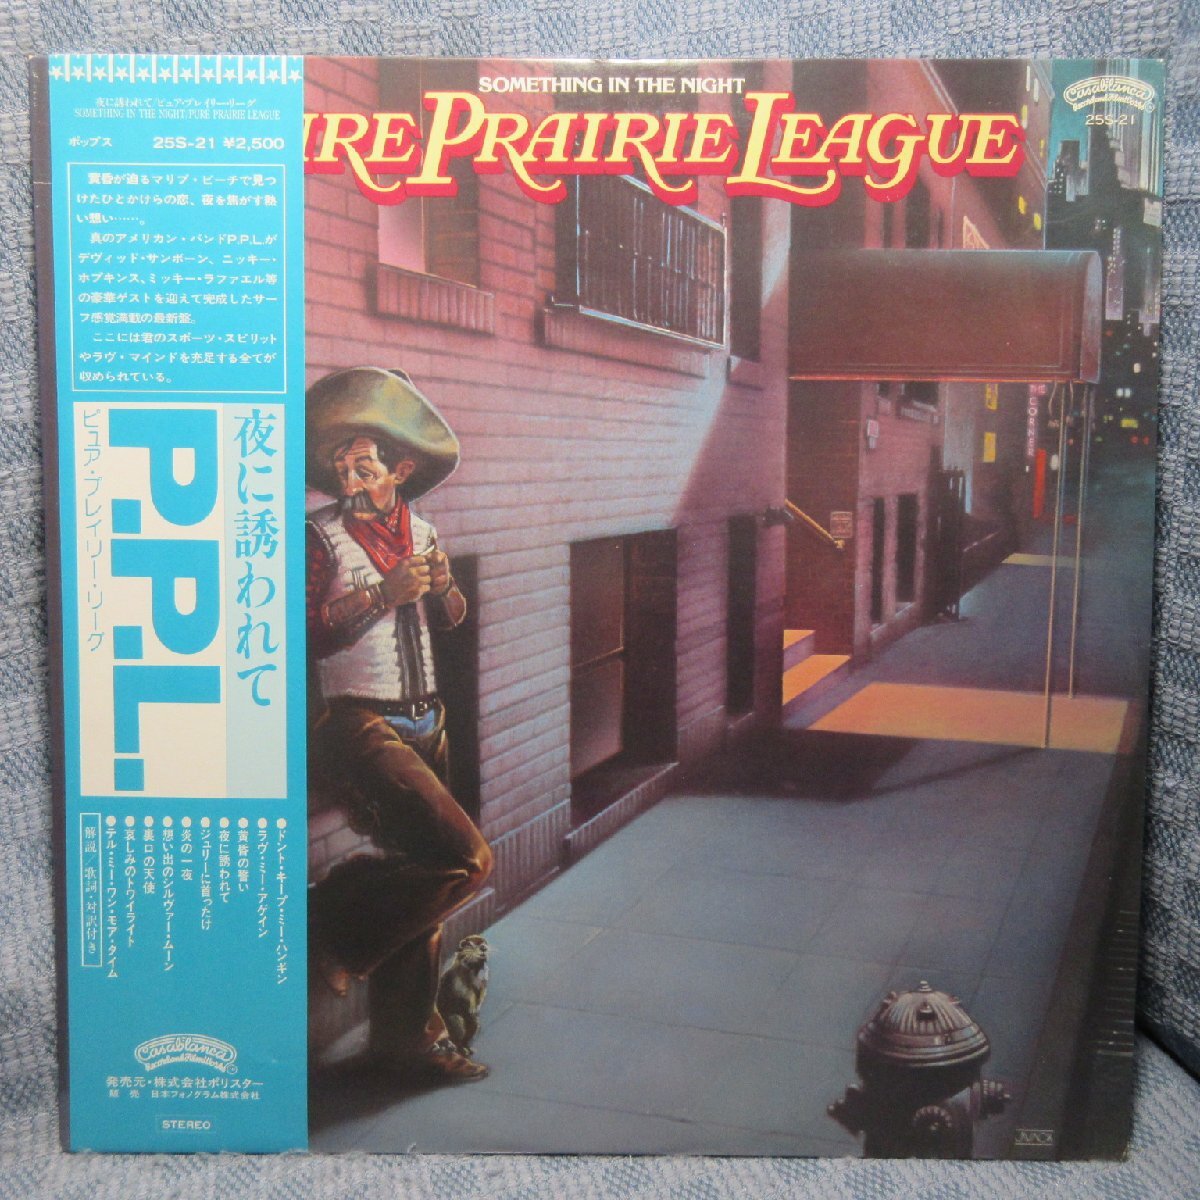 夜に誘われて/ピュア・プレイリー・リーグ
SOMETHING IN THE NIGHT/PURE PRAIRIE LEAGUE
ポップス 25S-21 ¥2,500
黄昏が迫るマリブ・ビーチで見つ
けたひとかけらの恋、夜を焦がす熱
い想い……。
真のアメリカン・バンドP.P.L.が
デヴィッド・サンボーン、ニッキー・
ホプキンス、ミッキー・ラファエル等
の豪華ゲストを迎えて完成したサー
フ感覚満載の最新盤。
ここには君のスポーツ・スピリット
やラヴ・マインドを充足する全てが
収められている。
夜に誘われて
P.P.L.
ピュア・プレイリー・リーグ
●ドント・キープ・ミー・ハンギン
●ラヴ・ミー・アゲイン
●黄昏の誓い
●夜に誘われて
●ジュリーに首ったけ
●炎の一夜
●想い出のシルヴァー・ムーン
●裏口の天使
●哀しみのトワイライト
●テル・ミー・ワン・モア・タイム
解説/歌詞・対訳付き
Casablanca
Record and FilmWorks
発売元・株式会社ポリスター
販売 日本フォノグラム株式会社
STEREO
SOMETHING IN THE NIGHT
URE PRAIRIE LEAGUE
Casablanca
Record and FilmWorks
25S-21
CORNER